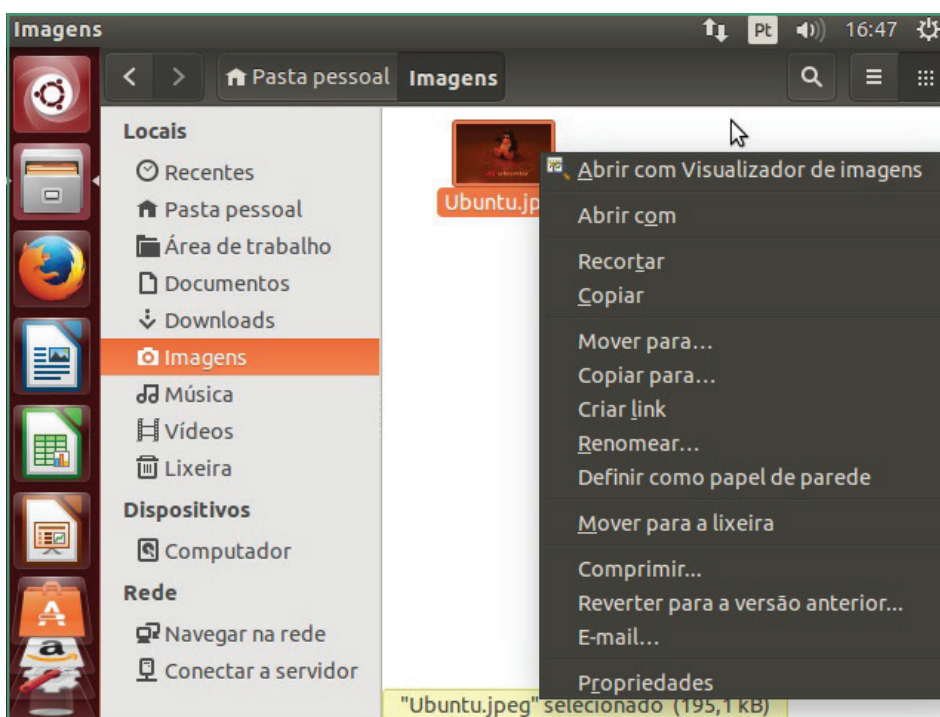 Imagens
Pt
16:47
Pasta pessoal
Imagens
Locais
Recentes
Pasta pessoal
Área de trabalho
Documentos
Downloads
Imagens
Música
Vídeos
Lixeira
Dispositivos
Computador
Rede
Navegar na rede
Conectar a servidor
ubuntu
Ubuntu.jp
Abrir com Visualizador de imagens
Abrir com
Recortar
Copiar
Mover para...
Copiar para...
Criar link
Renomear...
Definir como papel de parede
Mover para a lixeira
Comprimir...
Reverter para a versão anterior...
E-mail...
Propriedades
"Ubuntu.jpeg" selecionado (195,1 kB)